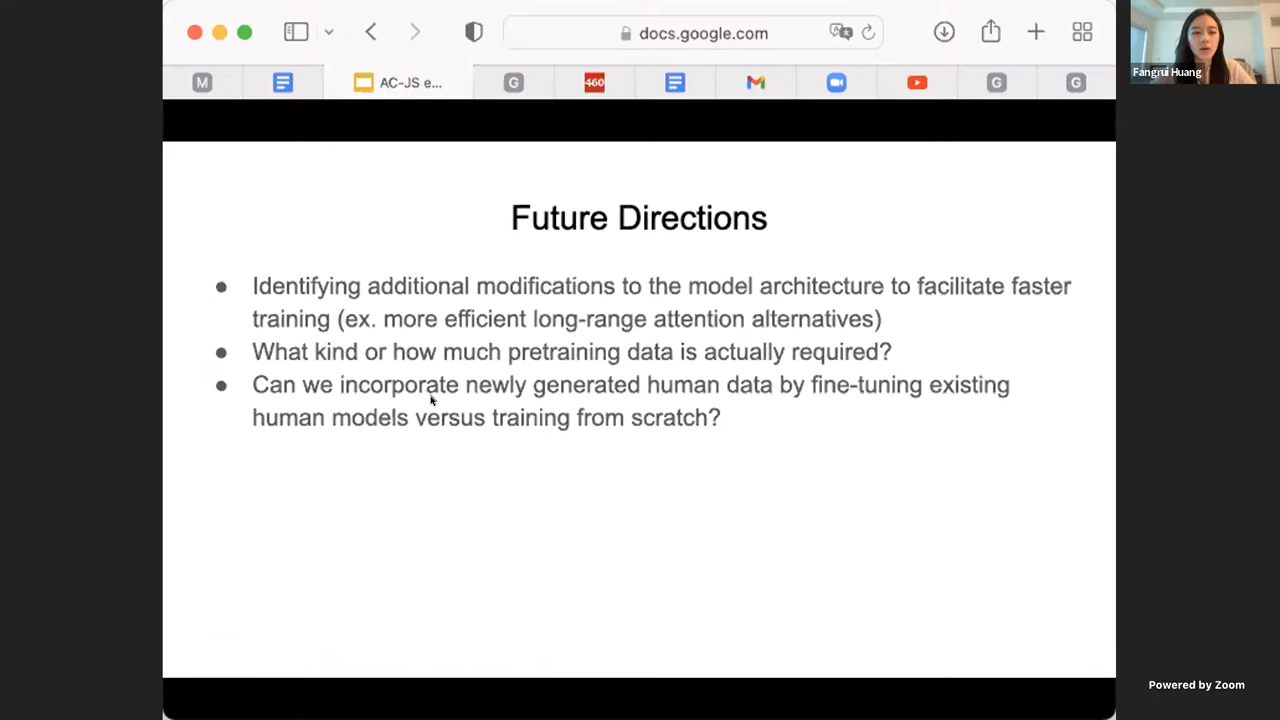 docs.google.com
M
AC-JS e...
G
460
G
G
Fangrui Huang
Future Directions
● Identifying additional modifications to the model architecture to facilitate faster
training (ex. more efficient long-range attention alternatives)
● What kind or how much pretraining data is actually required?
● Can we incorporate newly generated human data by fine-tuning existing
human models versus training from scratch?
Powered by Zoom